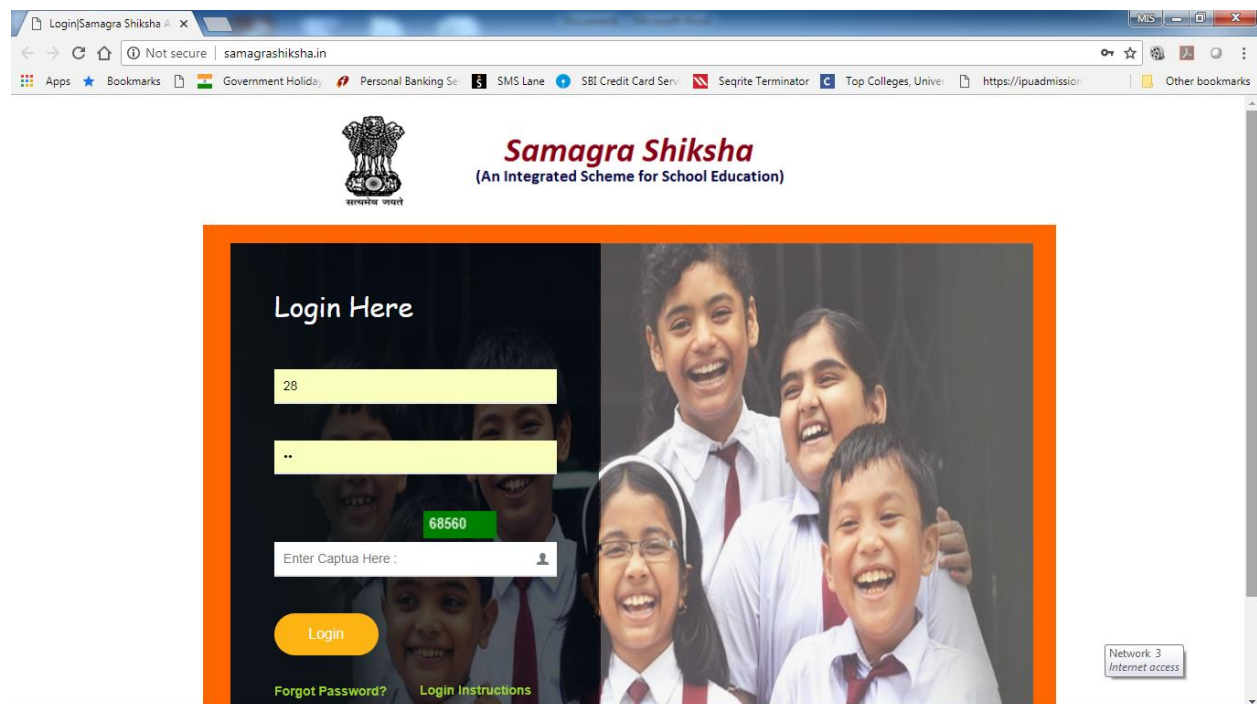 Login|Samagra Shiksha A
MIS
Not secure | samagrashiksha.in
Apps Bookmarks Government Holiday Personal Banking Se SMS Lane SBI Credit Card Servi Seqrite Terminator Top Colleges, Univer https://ipuadmission Other bookmarks
सत्यमेव जयते
Samagra Shiksha
(An Integrated Scheme for School Education)
Login Here
28
••
68560
Enter Captua Here :
Login
Forgot Password? Login Instructions
Network 3
Internet access